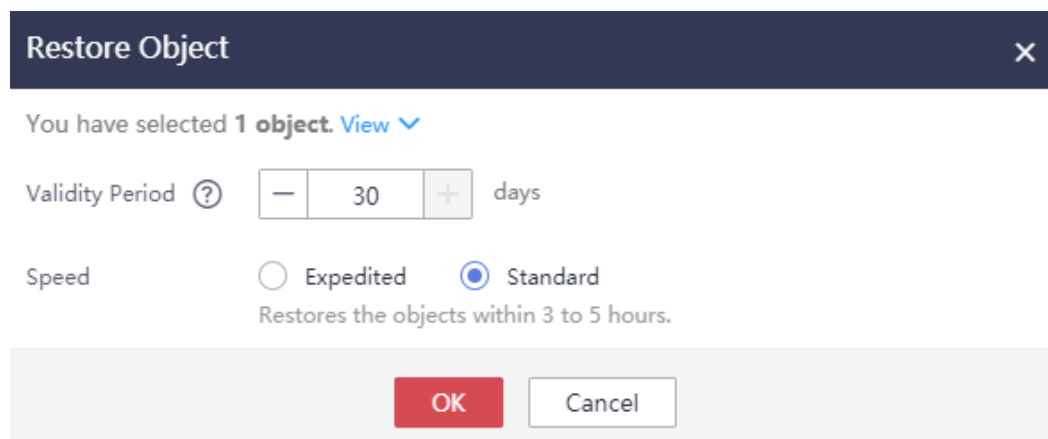 Restore Object ×
You have selected 1 object. View
Validity Period ? − 30 + days
Speed Expedited Standard
Restores the objects within 3 to 5 hours.
OK Cancel